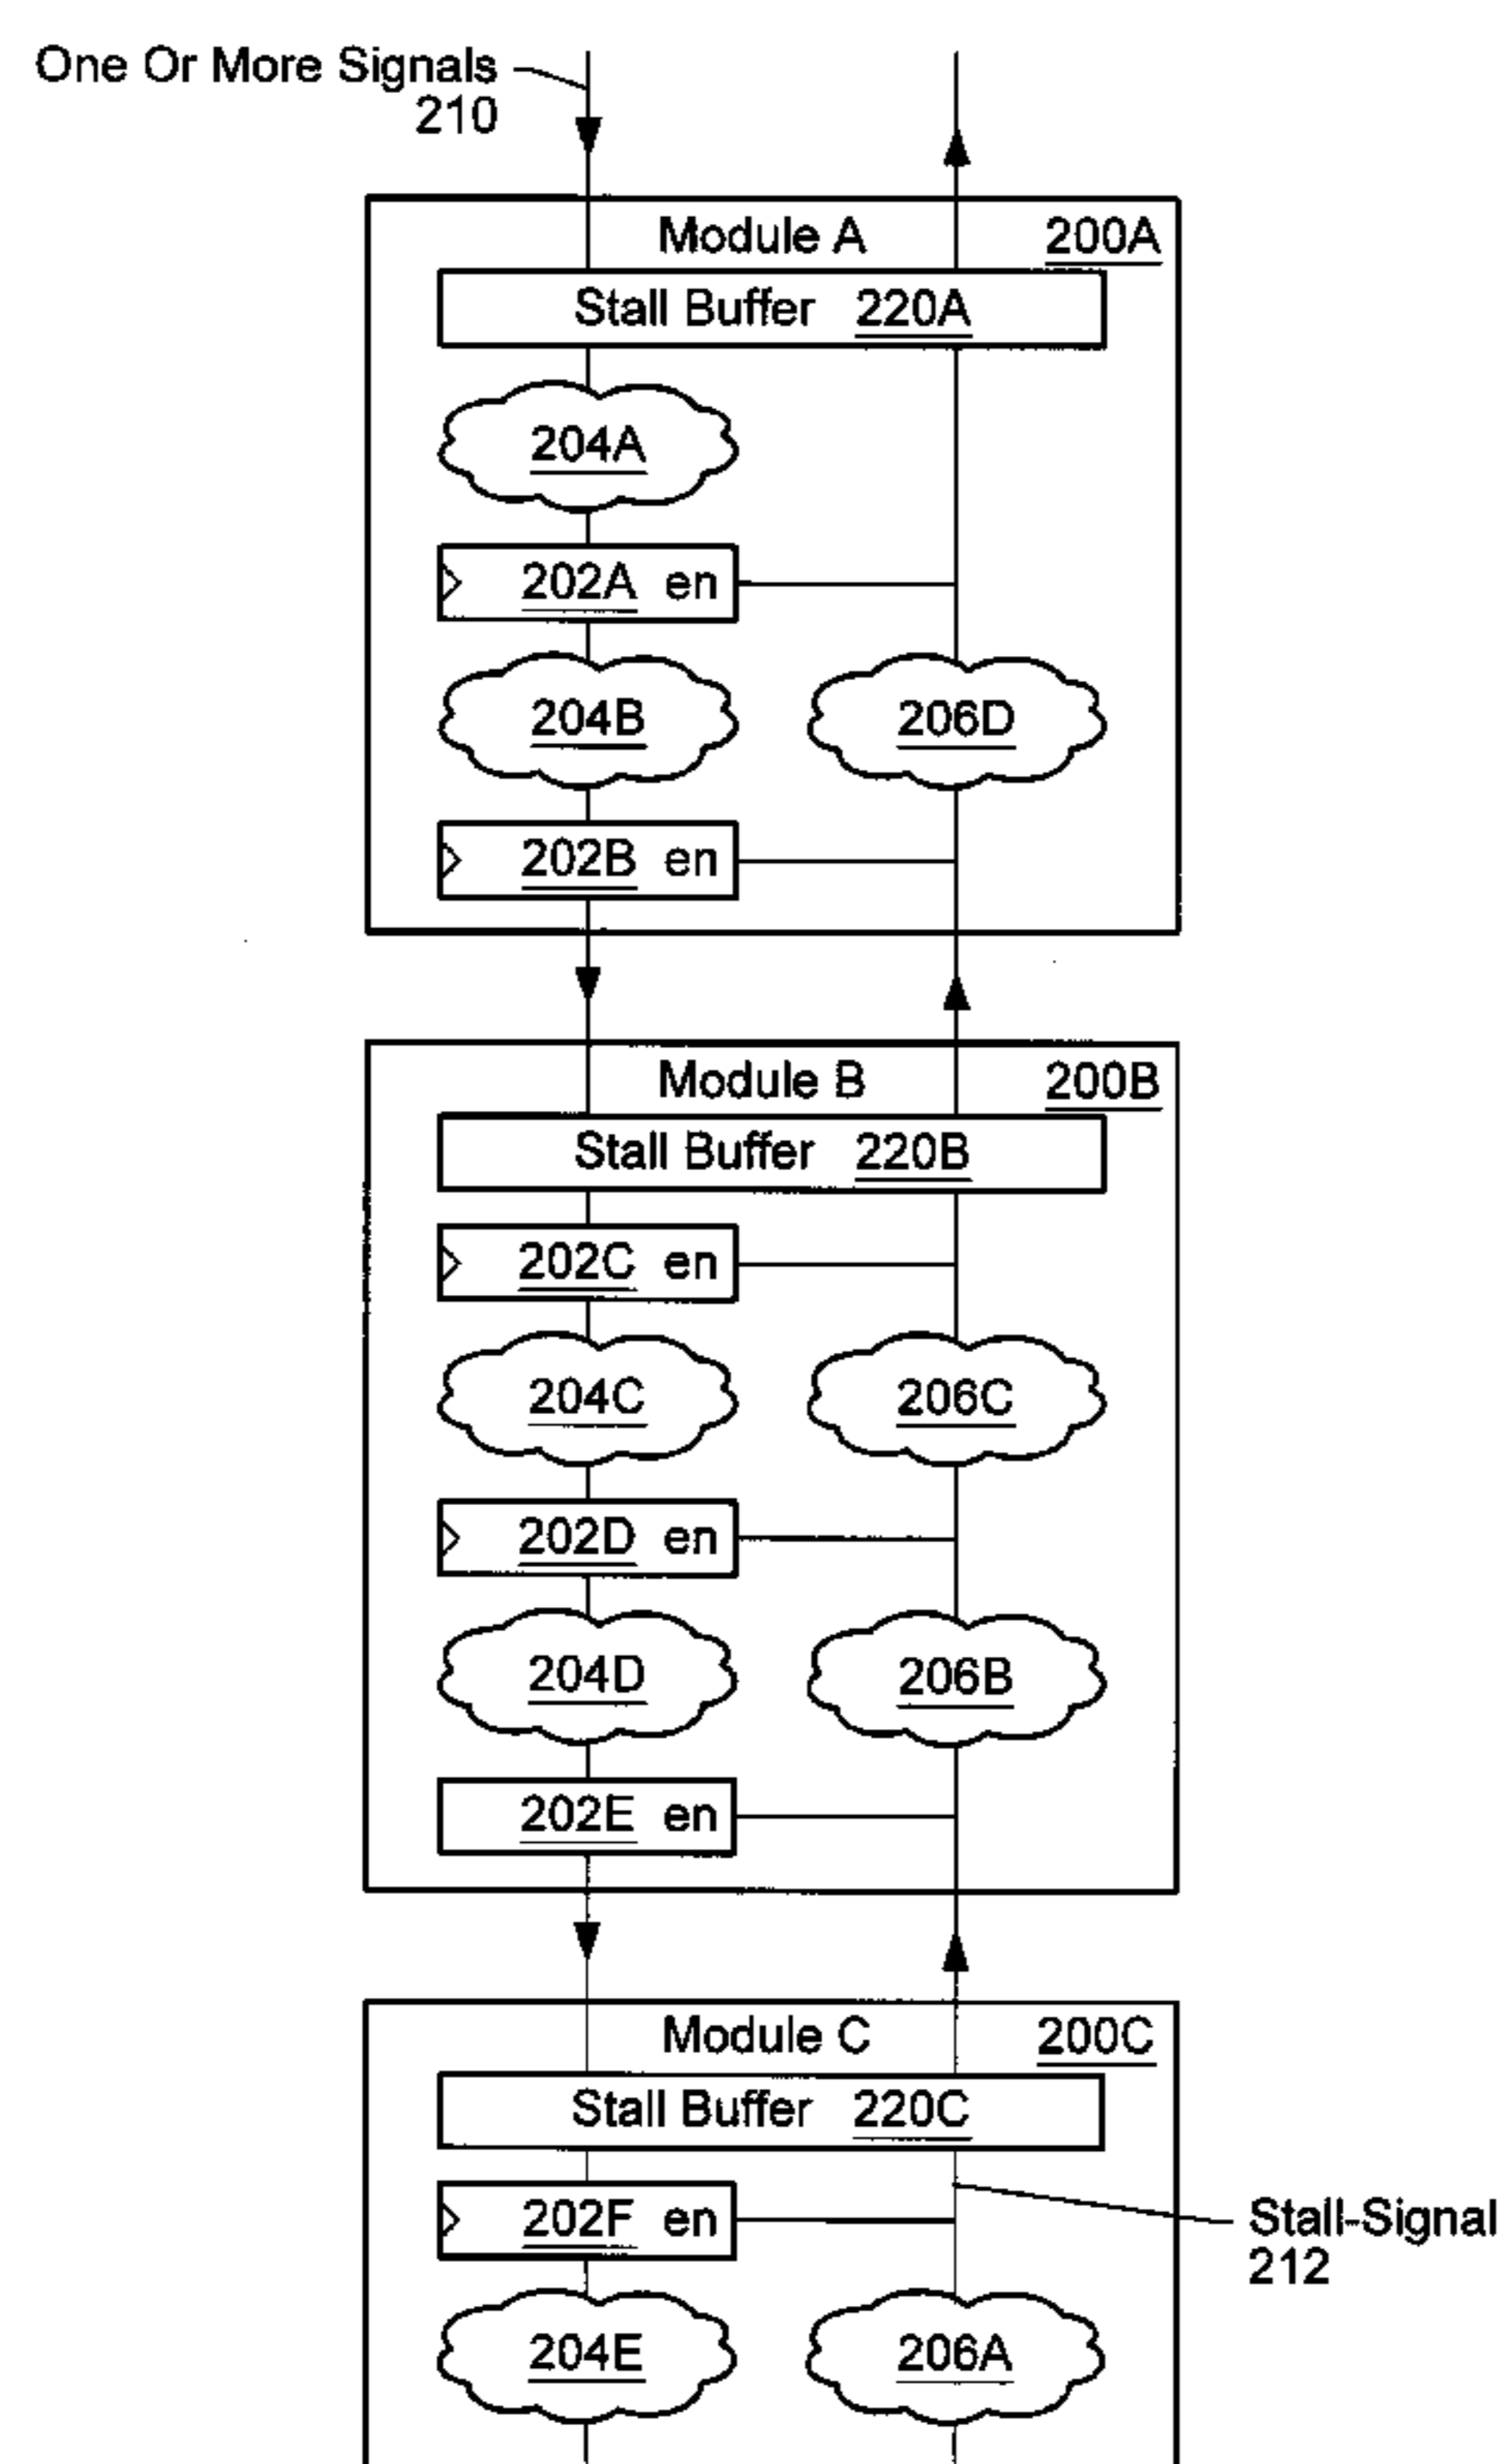 One Or More Signals
210
Module A 200A
Stall Buffer 220A
204A
202A en
204B 206D
202B en
Module B 200B
Stall Buffer 220B
202C en
204C 206C
202D en
204D 206B
202E en
Module C 200C
Stall Buffer 220C
202F en
Stall-Signal
212
204E 206A